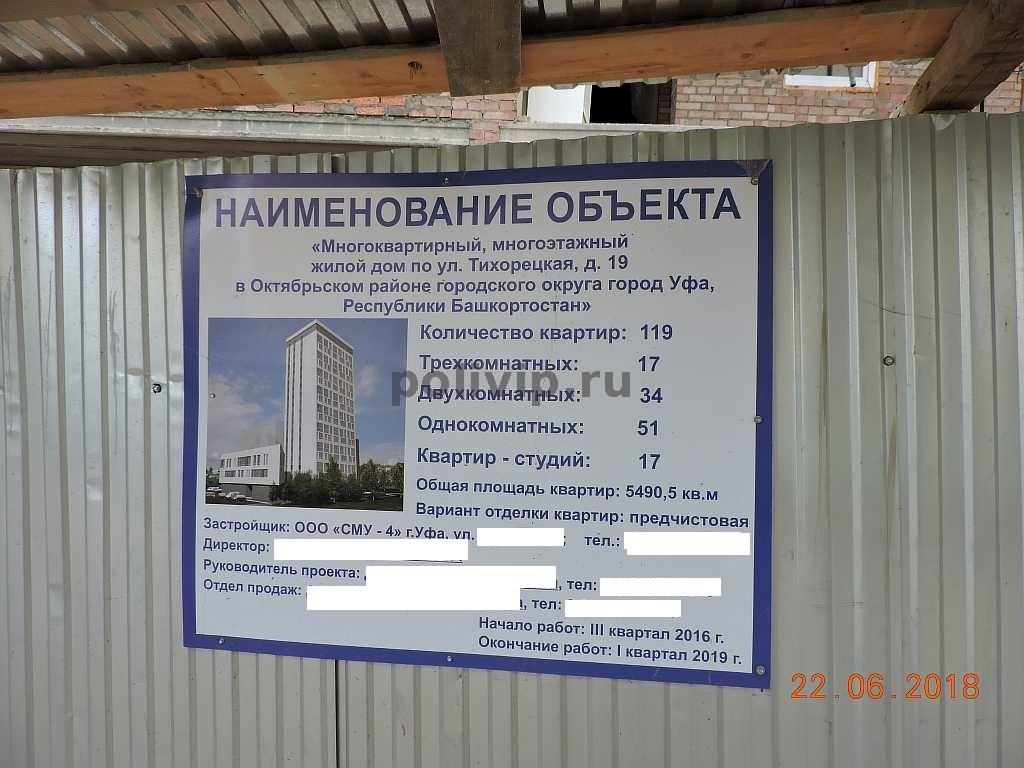 НАИМЕНОВАНИЕ ОБЪЕКТА
«Многоквартирный, многоэтажный
жилой дом по ул. Тихорецкая, д. 19
в Октябрьском районе городского округа город Уфа,
Республики Башкортостан»
Количество квартир: 119
Трехкомнатных: 17
polivip.ru
Двухкомнатных: 34
Однокомнатных: 51
Квартир - студий: 17
Общая площадь квартир: 5490,5 кв.м
Вариант отделки квартир: предчистовая
Застройщик: ООО «СМУ - 4» г.Уфа, ул. тел.:
Директор:
Руководитель проекта: , тел:
Отдел продаж: , тел:
Начало работ: III квартал 2016 г.
Окончание работ: I квартал 2019 г.
22.06.2018